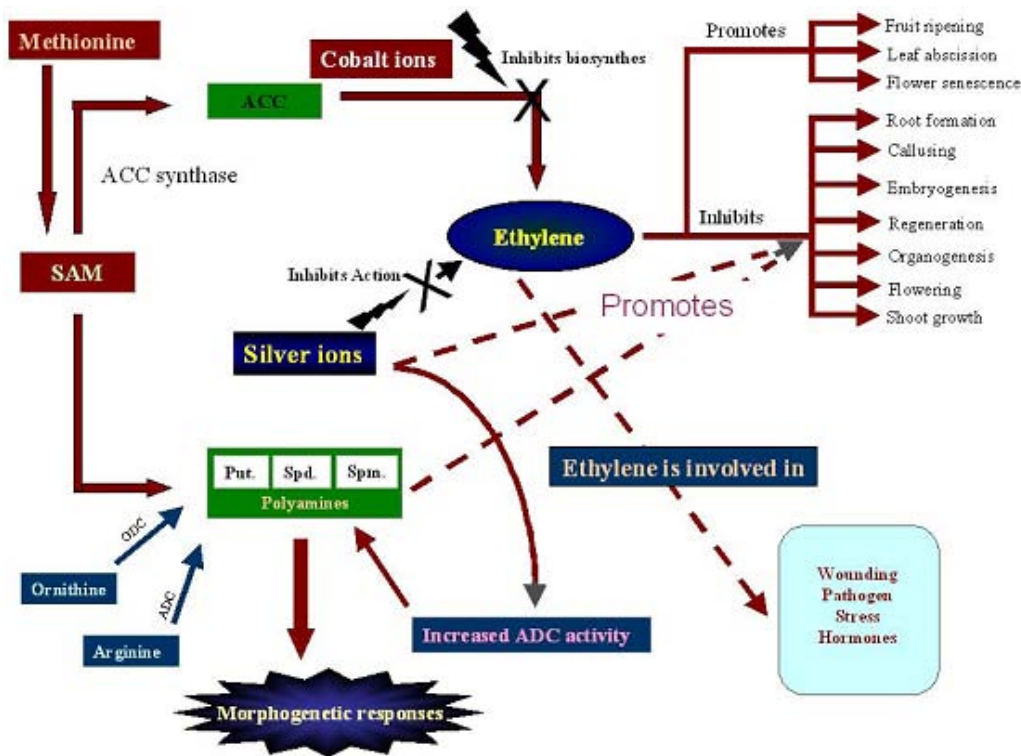 Methionine
Cobalt ions
Inhibits biosynthes
Promotes
Fruit ripening
Leaf abscission
Flower senescence
ACC
ACC synthase
Root formation
Callusing
Embryogenesis
Inhibits
Regeneration
Organogenesis
Flowering
Shoot growth
Ethylene
SAM
Inhibits Action
Promotes
Silver ions
Put.
Spd.
Spm.
Polyamines
Ethylene is involved in
ODC
Ornithine
ADC
Arginine
Increased ADC activity
Wounding
Pathogen
Stress
Hormones
Morphogenetic responses